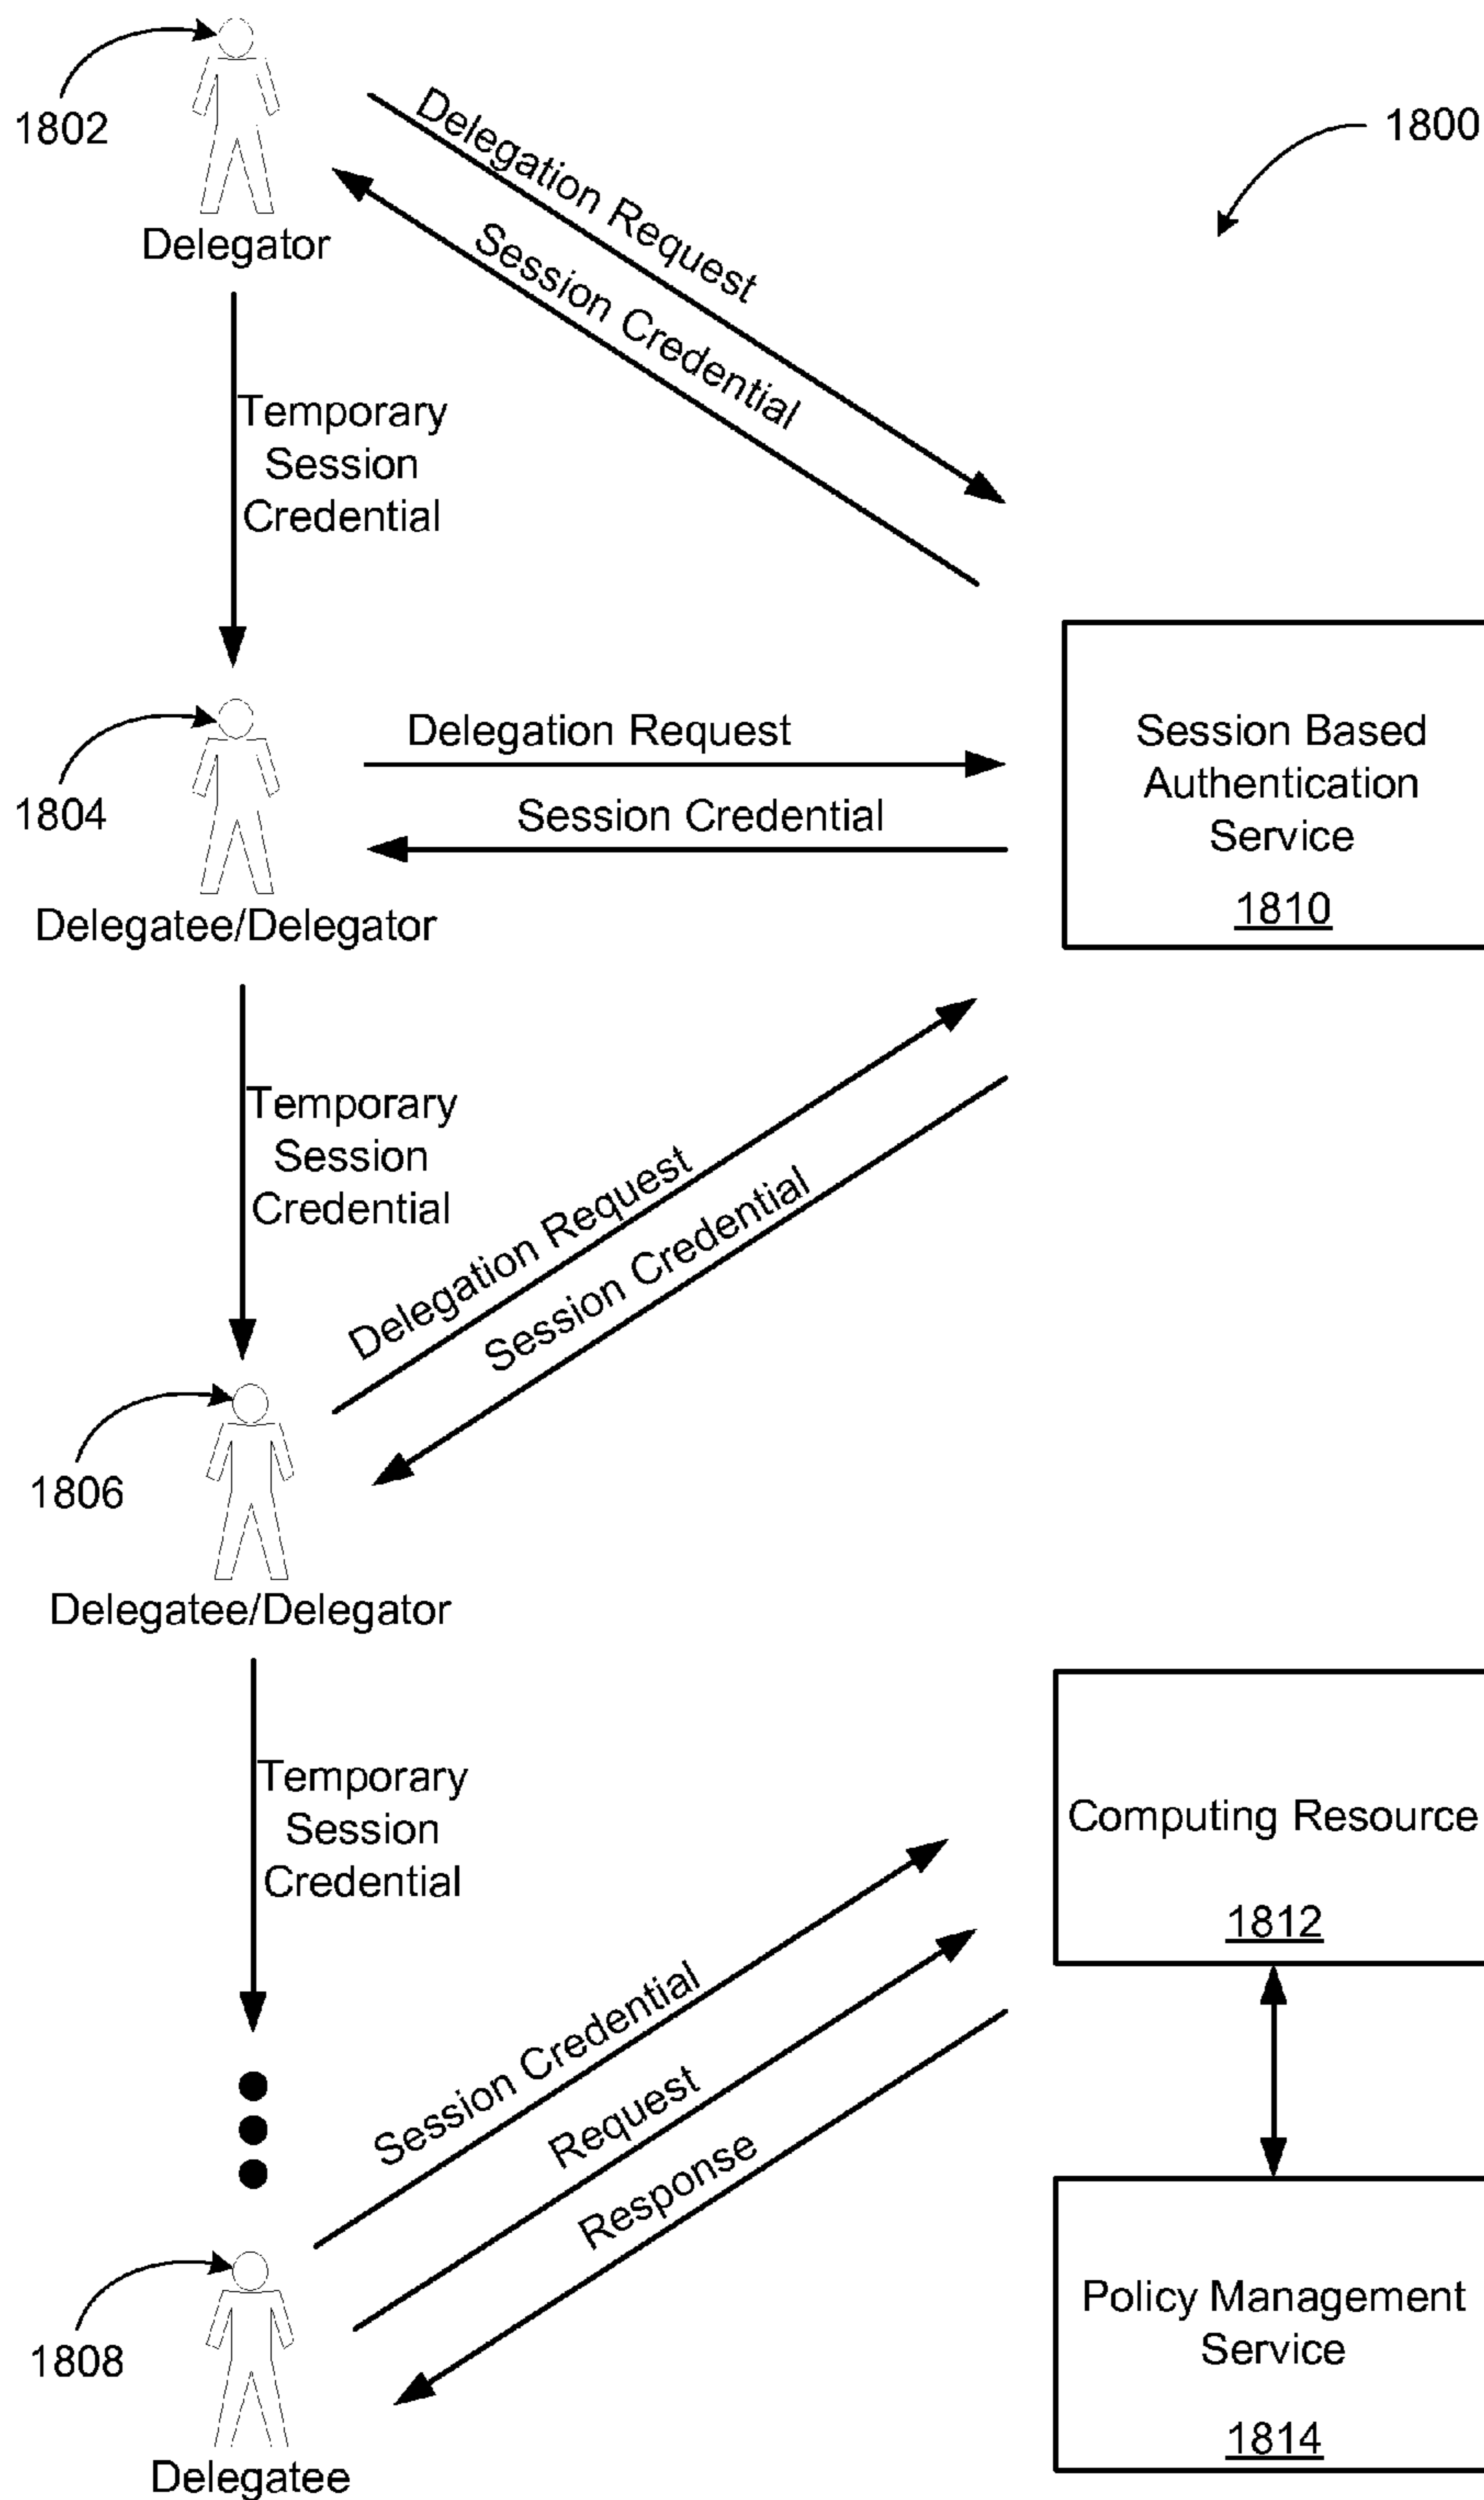 1802
1800
Delegation Request
Session Credential
Delegator
Temporary
Session
Credential
Delegation Request
Session Credential
1804
Delegatee/Delegator
Session Based
Authentication
Service
1810
Temporary
Session
Credential
Delegation Request
Session Credential
1806
Delegatee/Delegator
Temporary
Session
Credential
Computing Resource
1812
Session Credential
Request
Response
1808
Delegatee
Policy Management
Service
1814